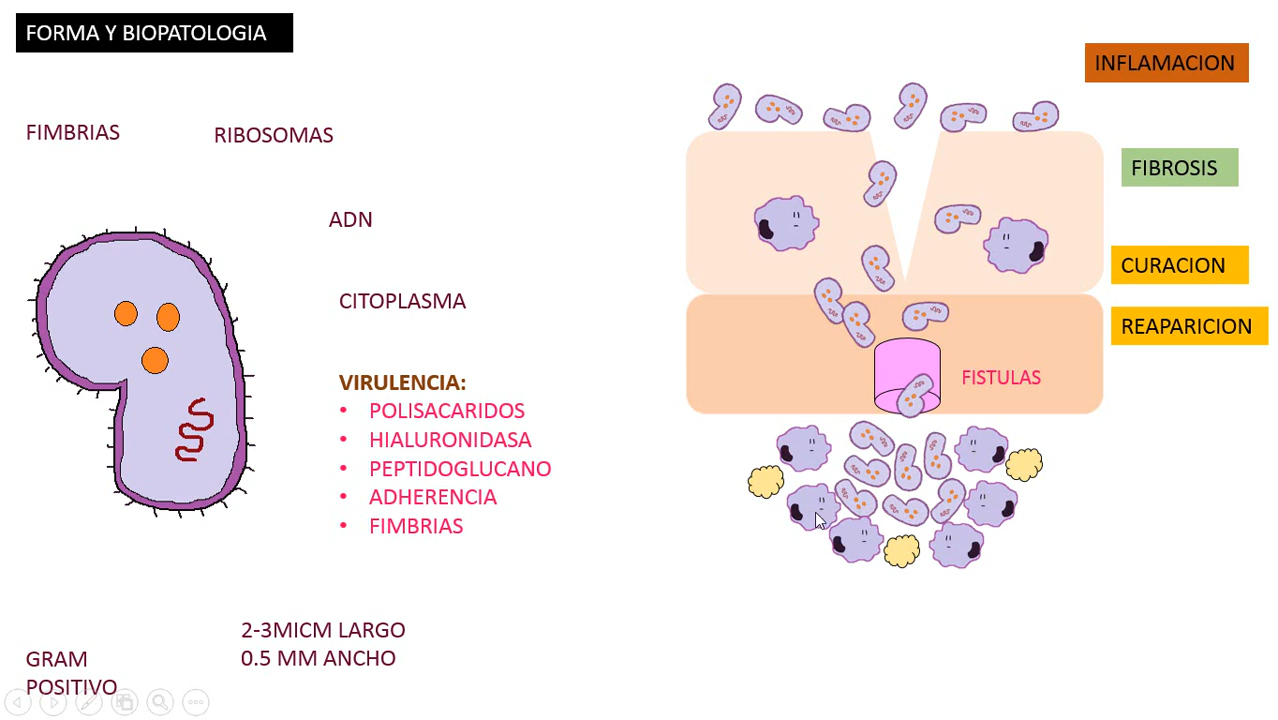 FORMA Y BIOPATOLOGIA
FIMBRIAS
RIBOSOMAS
ADN
CITOPLASMA
VIRULENCIA:
• POLISACARIDOS
• HIALURONIDASA
• PEPTIDOGLUCANO
• ADHERENCIA
• FIMBRIAS
2-3MICM LARGO
0.5 MM ANCHO
GRAM
POSITIVO
INFLAMACION
FIBROSIS
CURACION
REAPARICION
FISTULAS